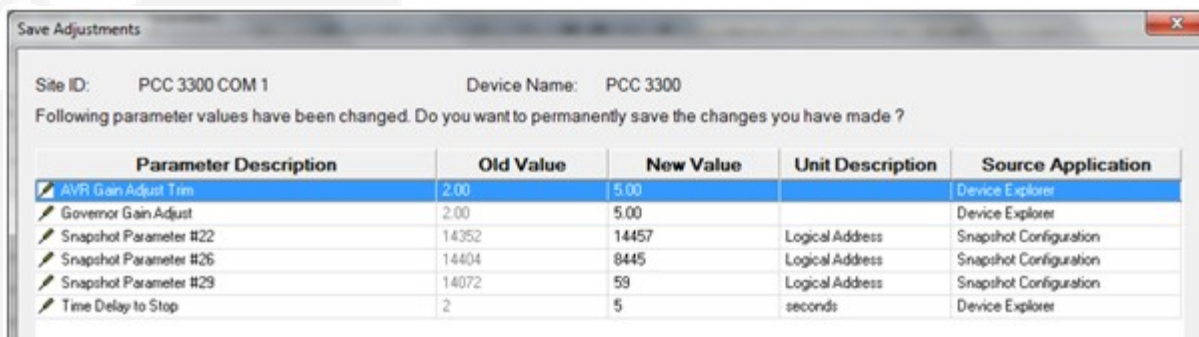 Save Adjustments
Site ID: PCC 3300 COM 1 Device Name: PCC 3300
Following parameter values have been changed. Do you want to permanently save the changes you have made ?
Parameter Description Old Value New Value Unit Description Source Application
AVR Gain Adjust Trim 2.00 5.00 Device Explorer
Governor Gain Adjust 2.00 5.00 Device Explorer
Snapshot Parameter #22 14352 14457 Logical Address Snapshot Configuration
Snapshot Parameter #26 14404 8445 Logical Address Snapshot Configuration
Snapshot Parameter #29 14072 59 Logical Address Snapshot Configuration
Time Delay to Stop 2 5 seconds Device Explorer